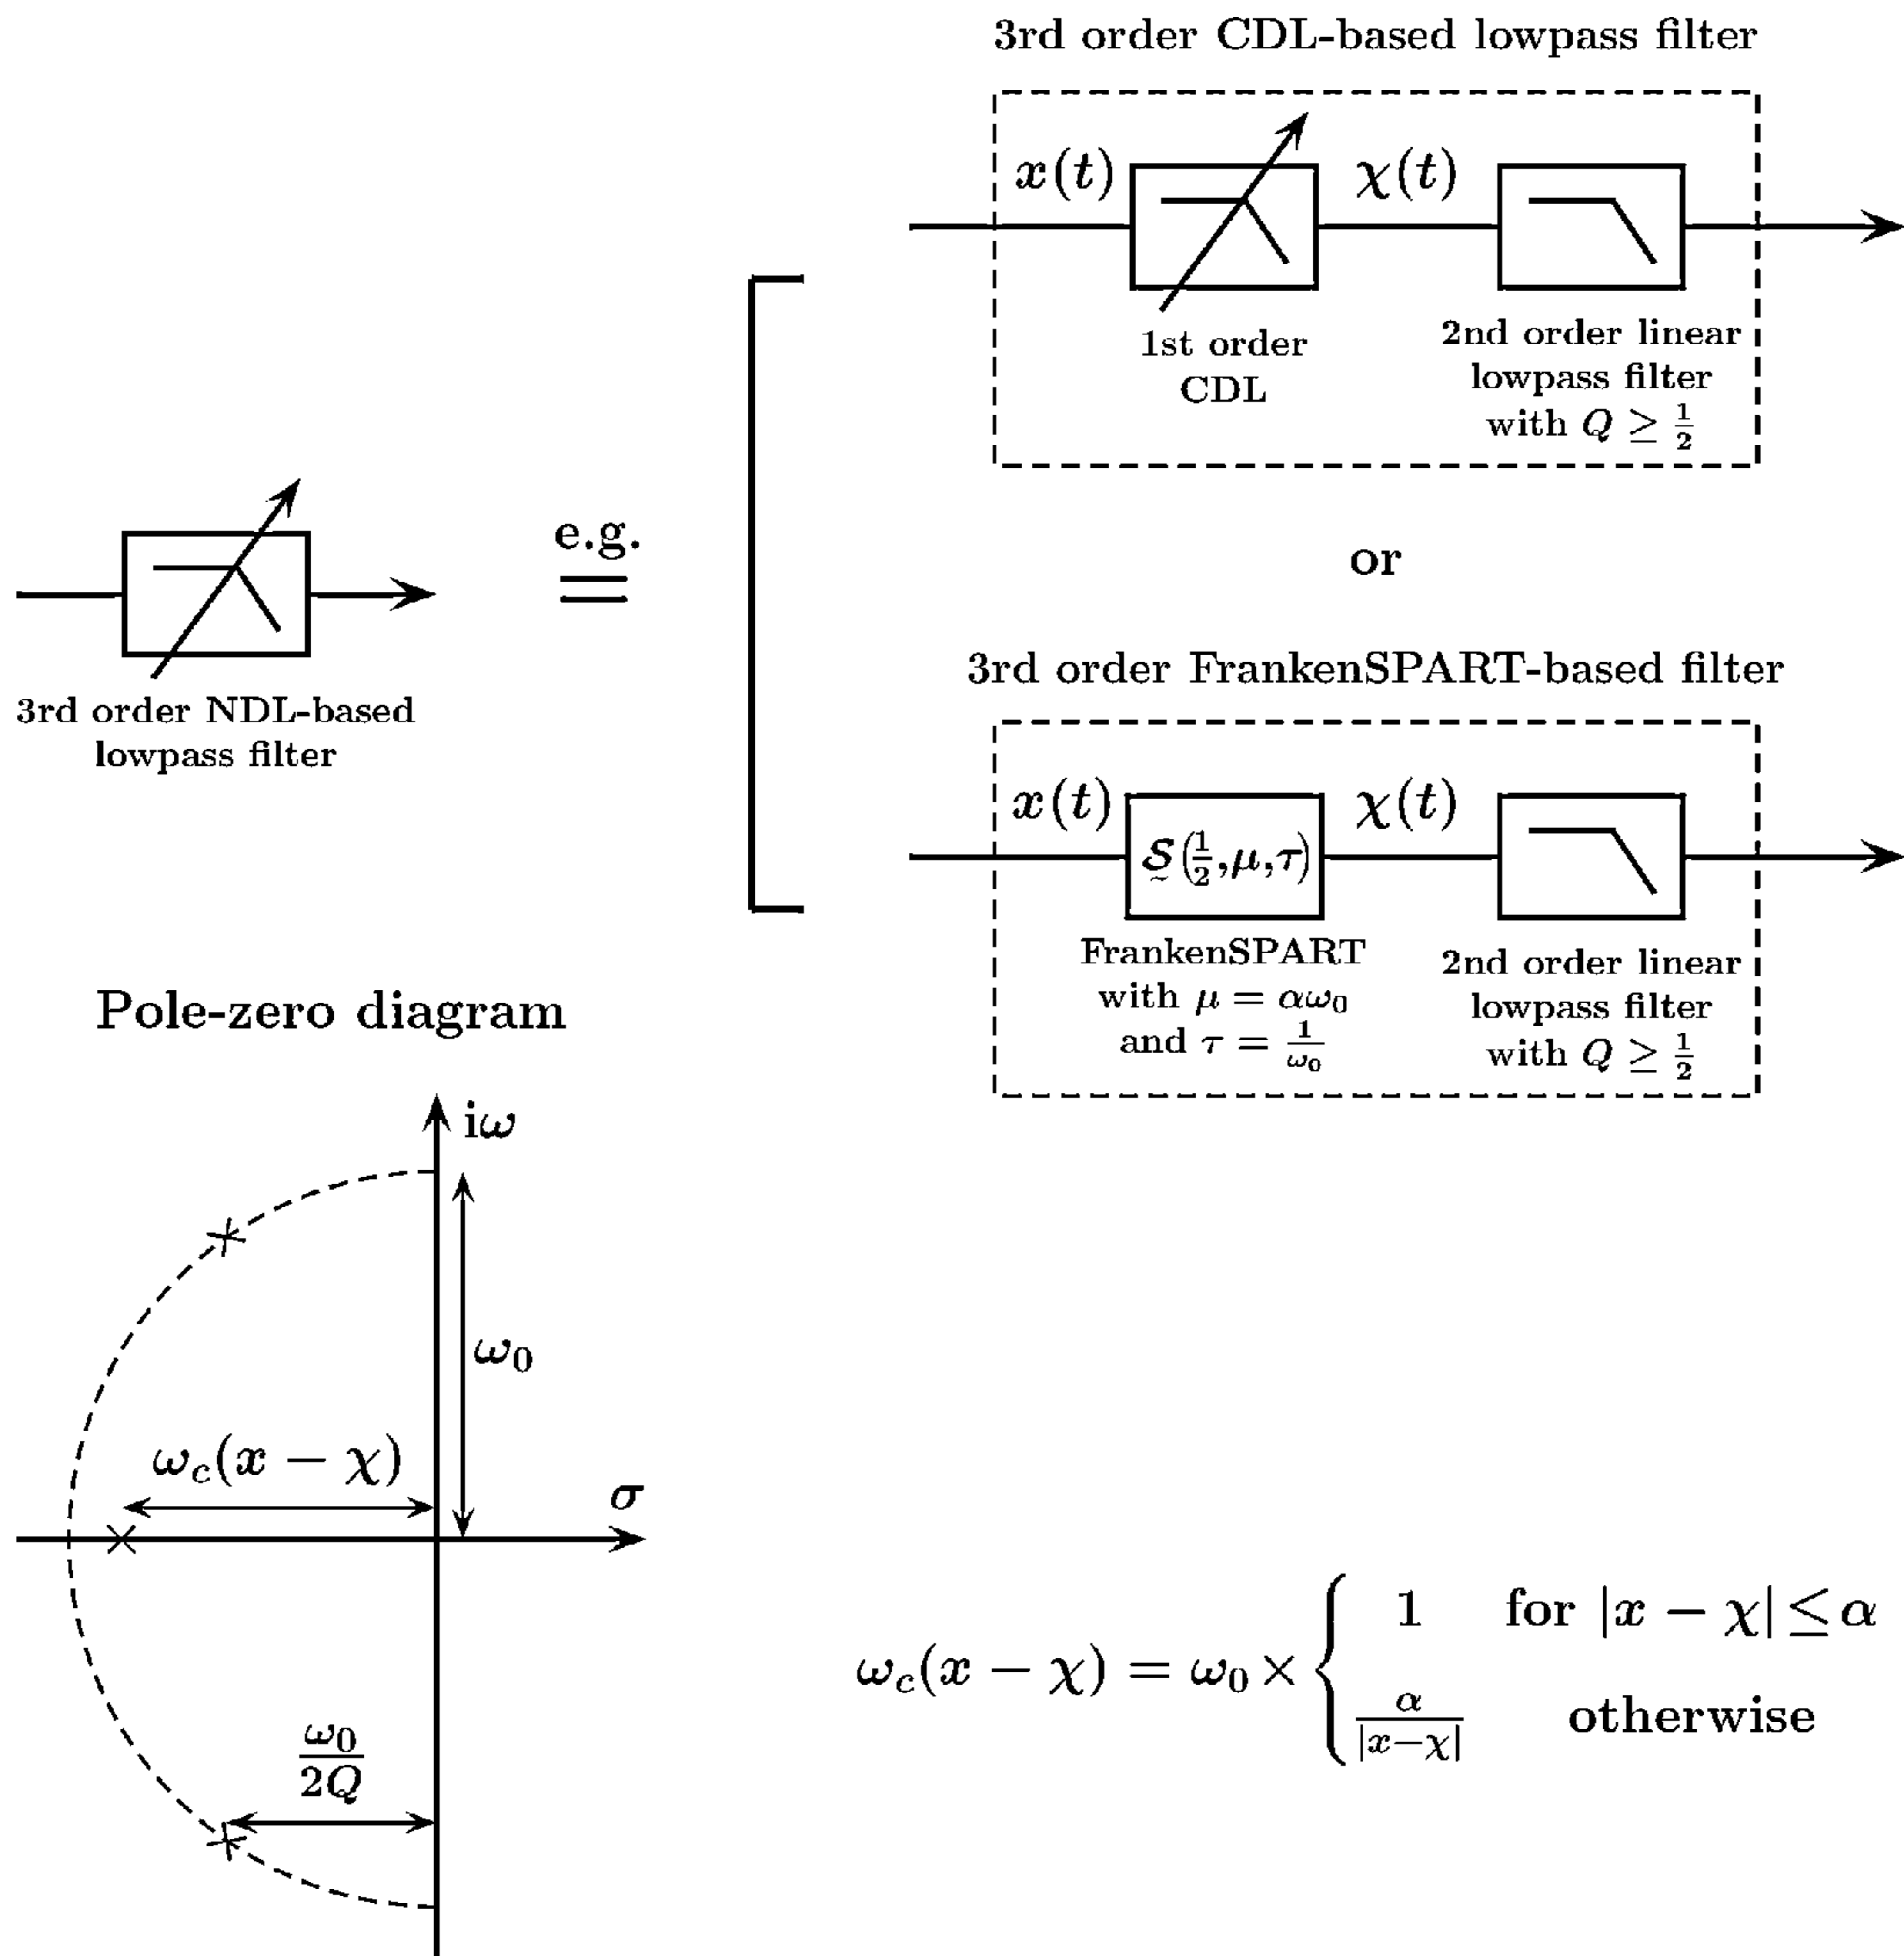 3rd order CDL-based lowpass filter
x(t)
χ(t)
1st order
CDL
2nd order linear
lowpass filter
with Q ≥ 1/2
3rd order NDL-based
lowpass filter
e.g.
=
or
3rd order FrankenSPART-based filter
x(t)
S̰(1/2,μ,τ)
χ(t)
FrankenSPART
with μ = αω₀
and τ = 1/ω₀
2nd order linear
lowpass filter
with Q ≥ 1/2
Pole-zero diagram
iω
ω₀
ω_c(x − χ)
σ
ω₀/2Q
ω_c(x − χ) = ω₀ × { 1 for |x − χ| ≤ α
α/|x−χ| otherwise